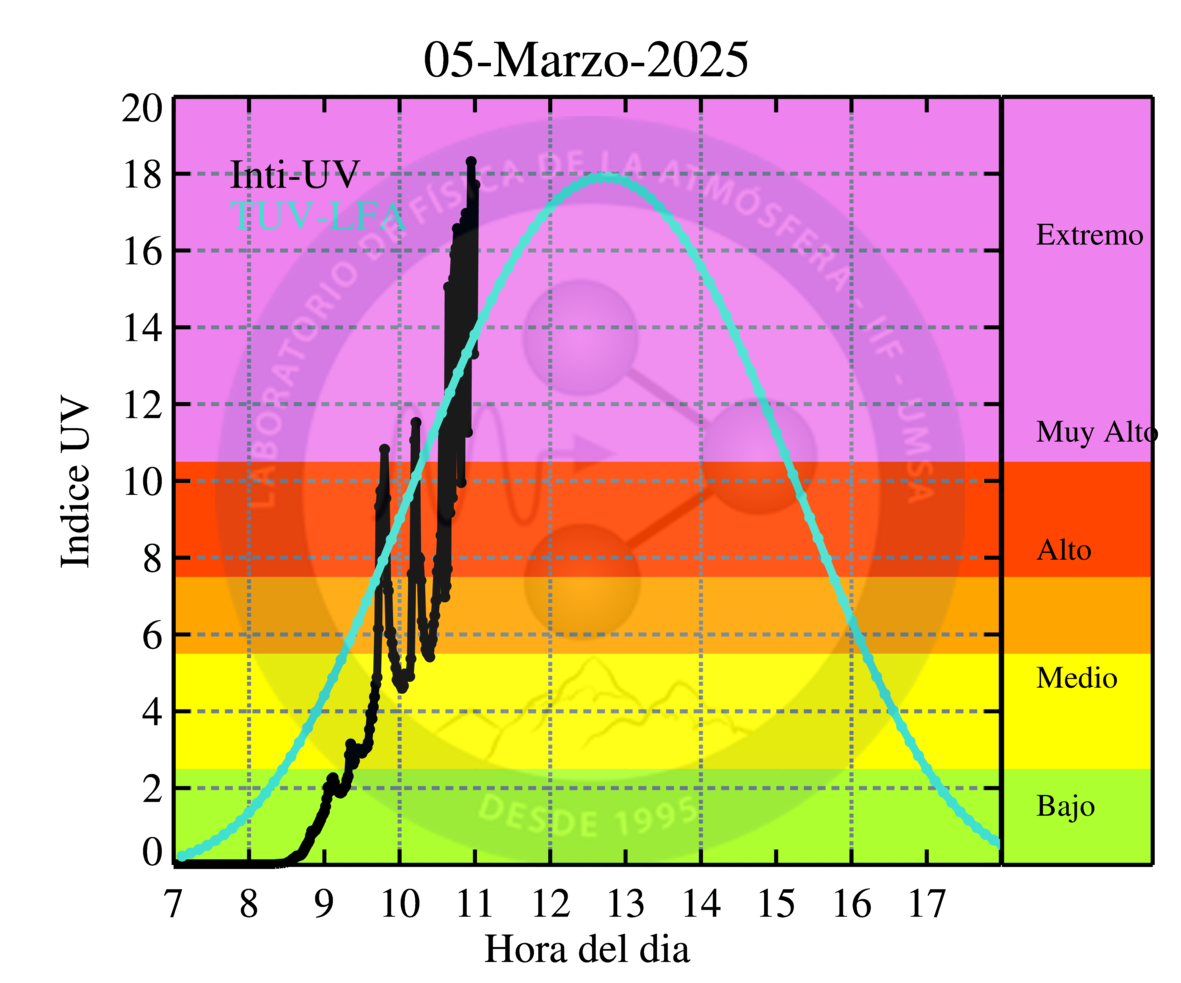 05-Marzo-2025
20
18
16
14
12
10
8
6
4
2
0
Indice UV
Inti-UV
TUV-LFA
LABORATORIO DE FÍSICA DE LA ATMÓSFERA - IIF - UMSA
DESDE 1995
Extremo
Muy Alto
Alto
Medio
Bajo
7 8 9 10 11 12 13 14 15 16 17
Hora del dia